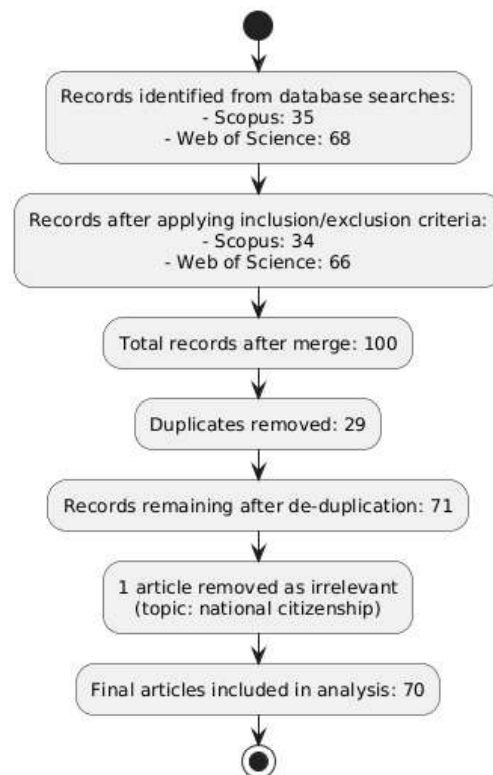 Records identified from database searches:
- Scopus: 35
- Web of Science: 68
Records after applying inclusion/exclusion criteria:
- Scopus: 34
- Web of Science: 66
Total records after merge: 100
Duplicates removed: 29
Records remaining after de-duplication: 71
1 article removed as irrelevant
(topic: national citizenship)
Final articles included in analysis: 70